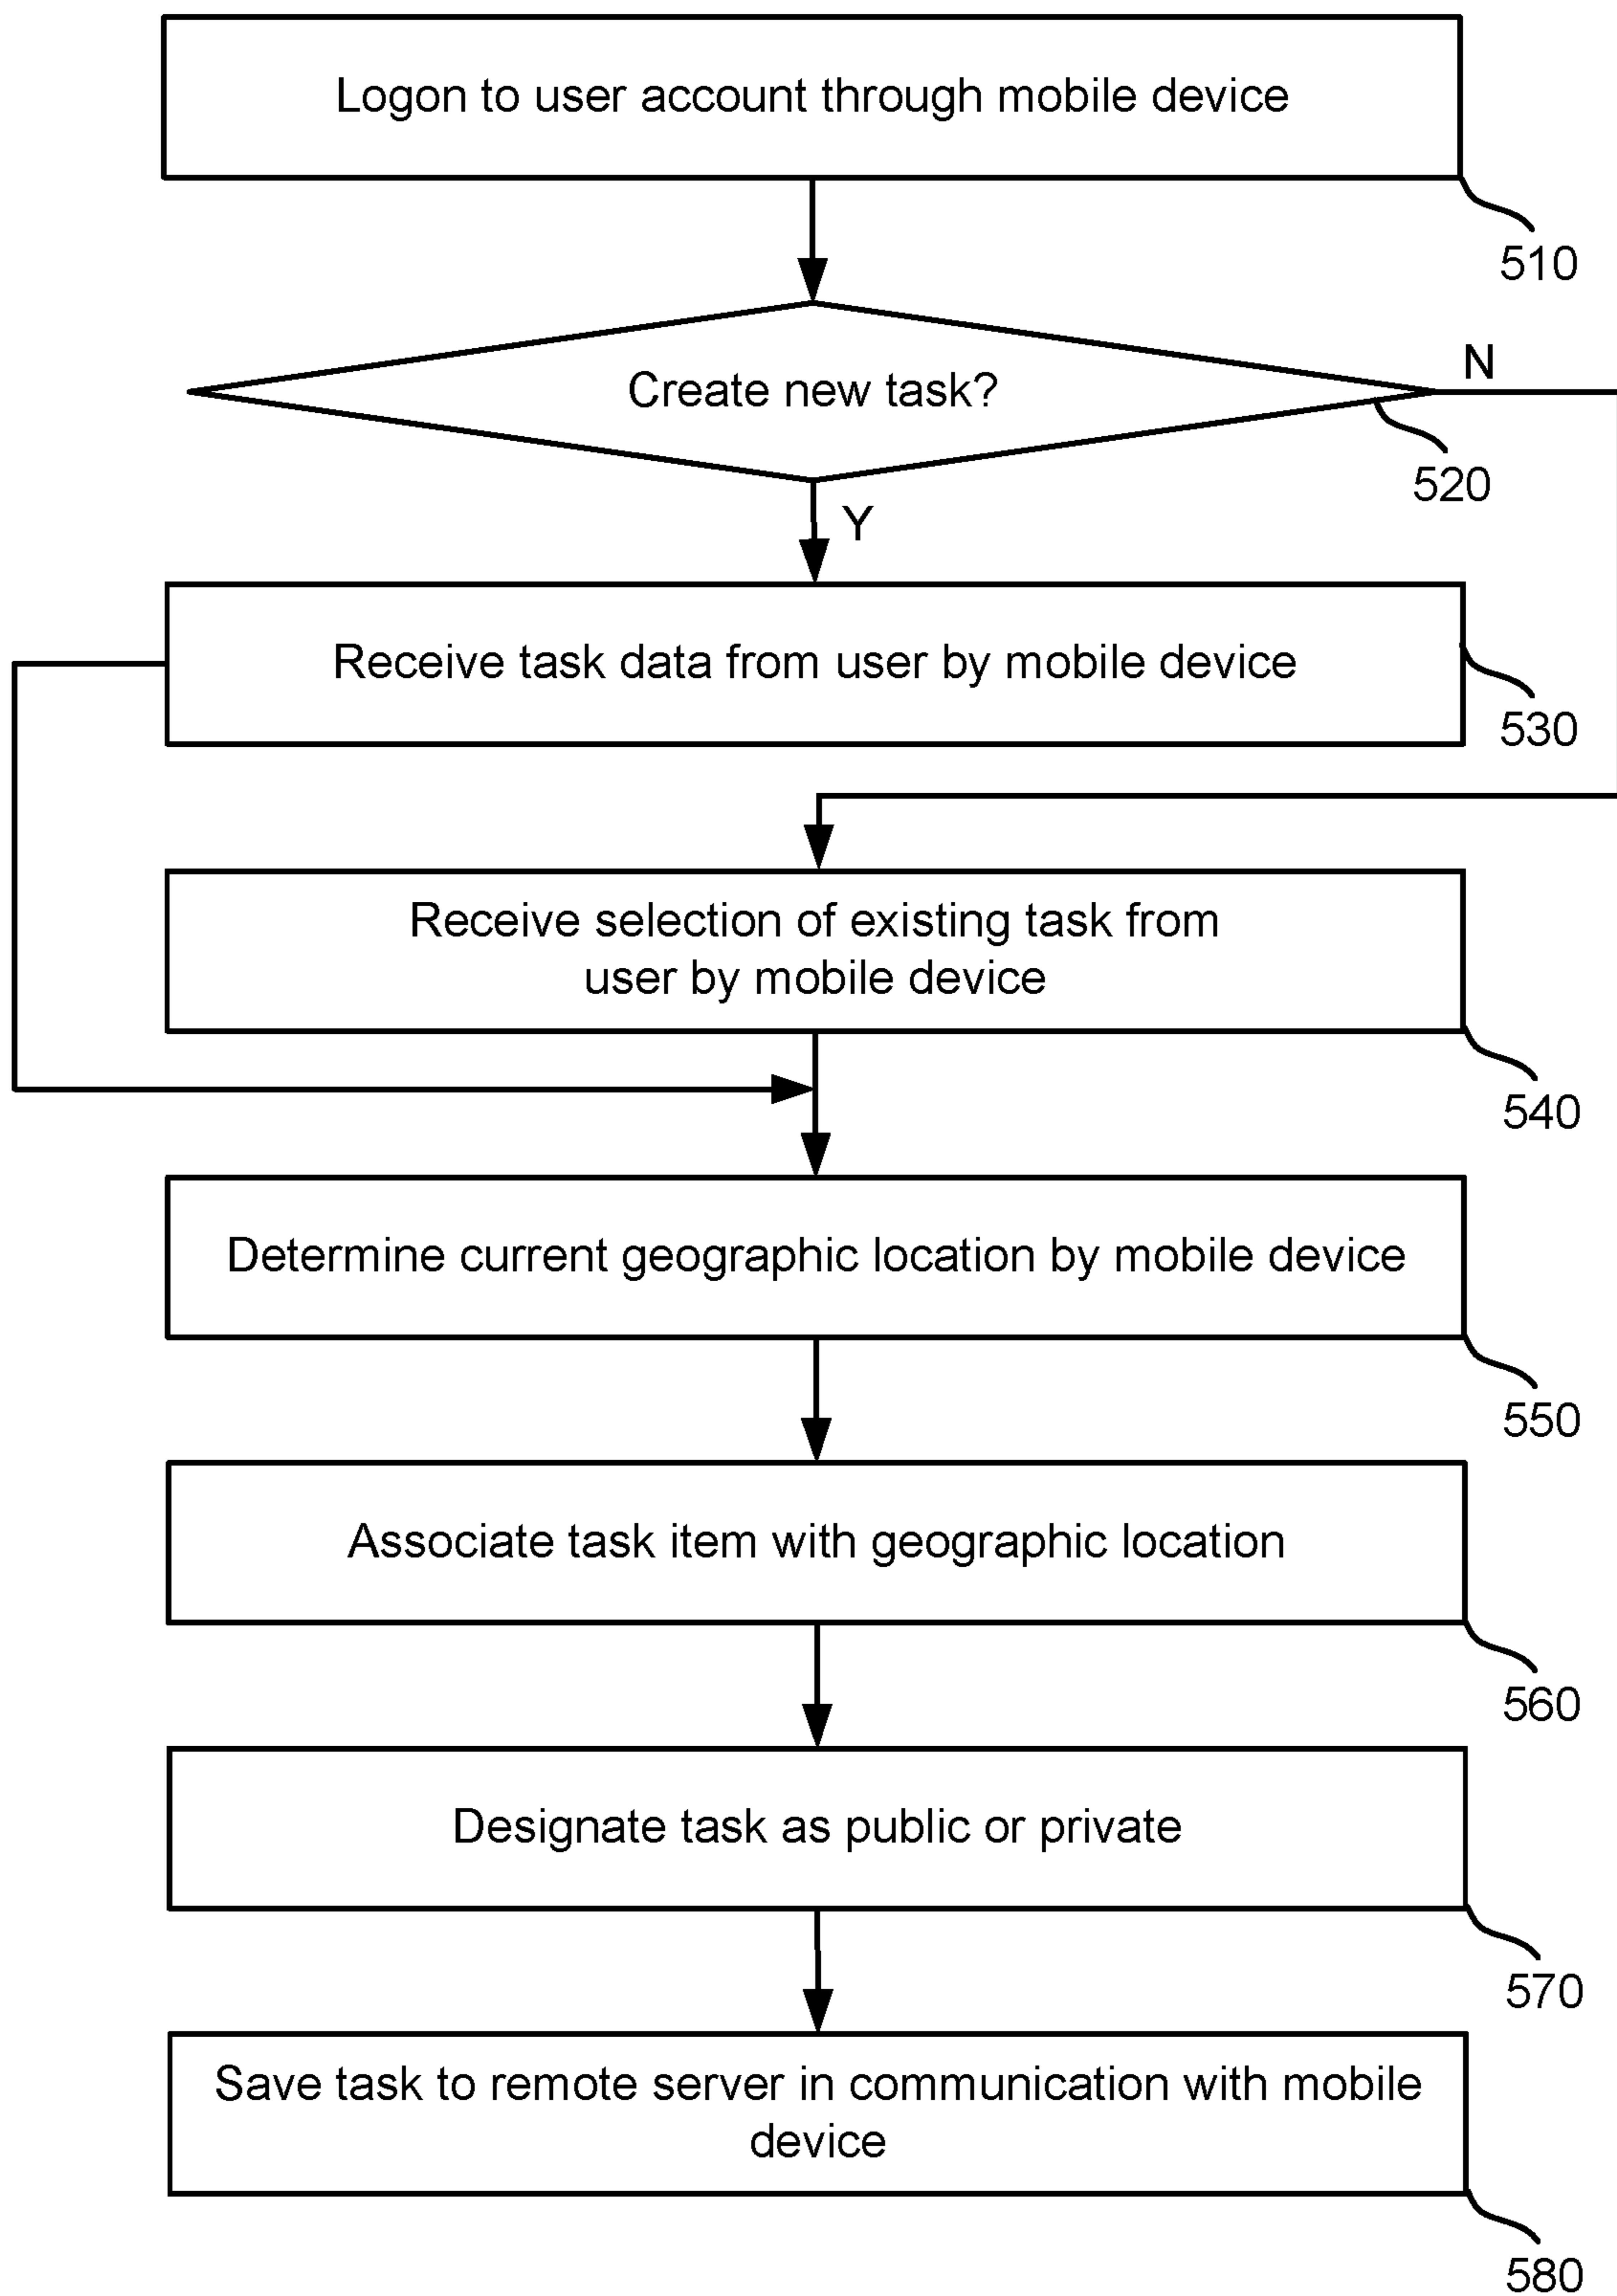 Logon to user account through mobile device
510
Create new task?
N
520
Y
Receive task data from user by mobile device
530
Receive selection of existing task from
user by mobile device
540
Determine current geographic location by mobile device
550
Associate task item with geographic location
560
Designate task as public or private
570
Save task to remote server in communication with mobile
device
580